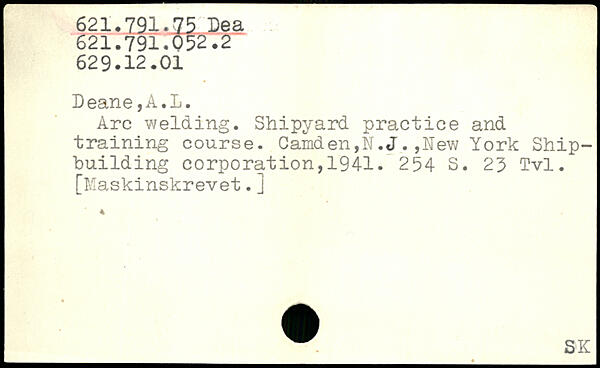 621.791.75 Dea
621.791.052.2
629.12.01
Deane,A.L.
Arc welding. Shipyard practice and
training course. Camden,N.J.,New York Ship-
building corporation,1941. 254 S. 23 Tvl.
[Maskinskrevet.]
SK